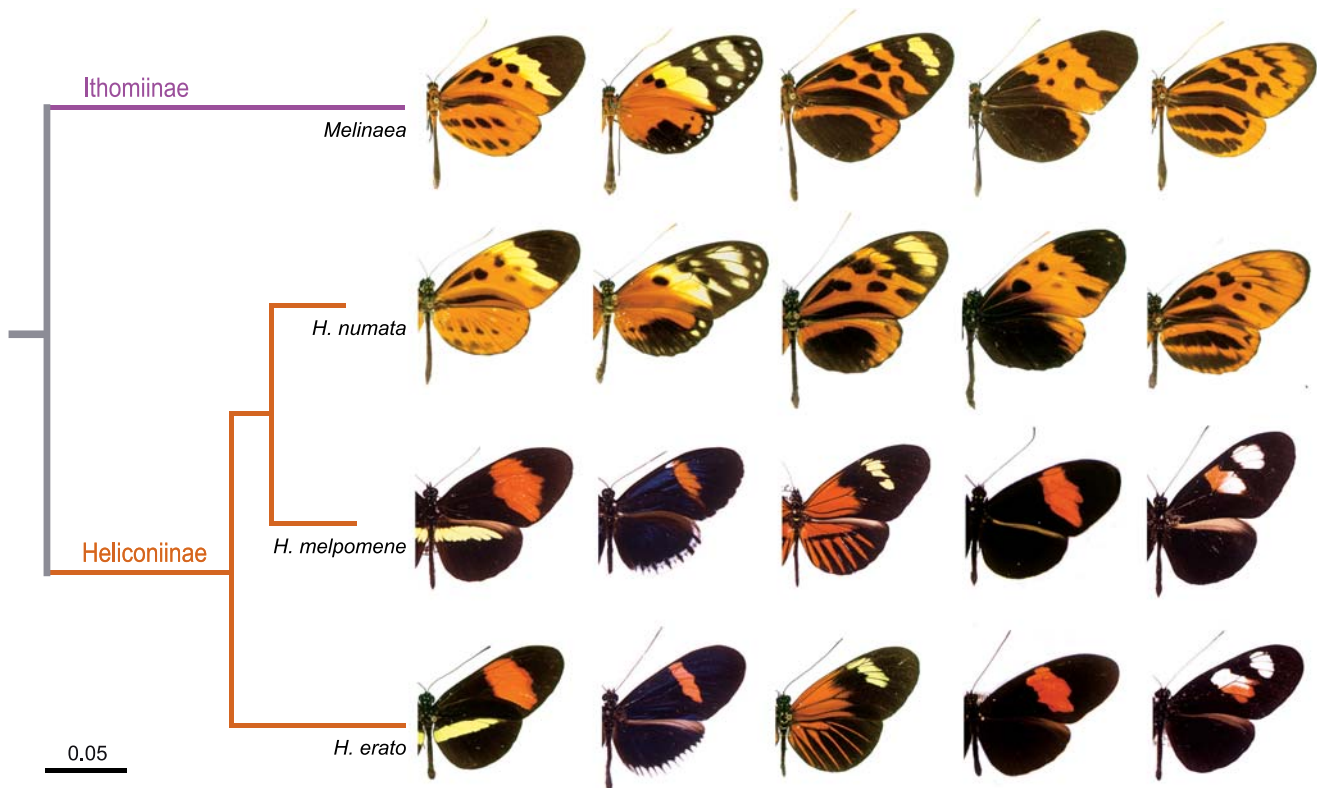 Ithomiinae
Melinaea
H. numata
Heliconiinae
H. melpomene
H. erato
0.05